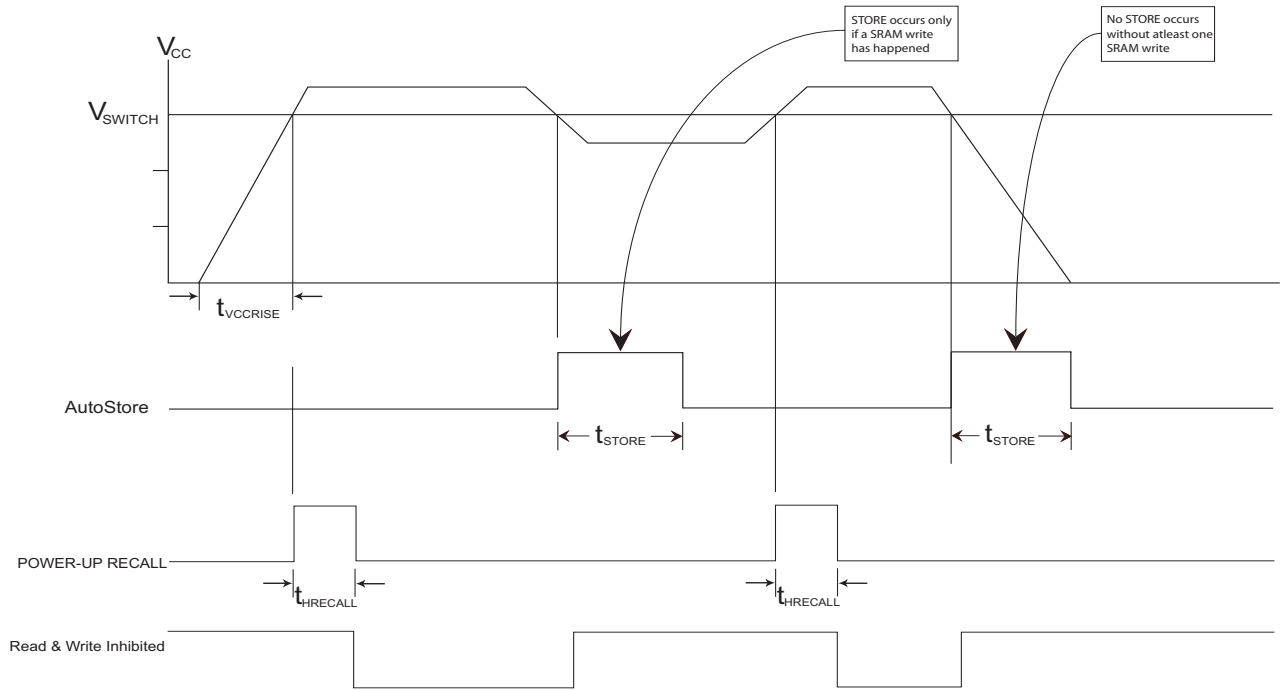 STORE occurs only
if a SRAM write
has happened
No STORE occurs
without atleast one
SRAM write
VCC
VSWITCH
tVCCRISE
AutoStore
tSTORE
tSTORE
POWER-UP RECALL
tHRECALL
tHRECALL
Read & Write Inhibited